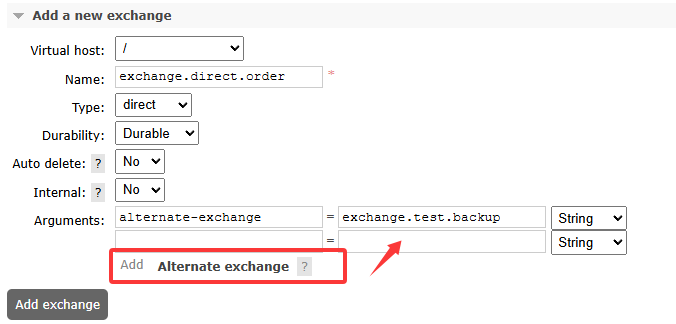 Add a new exchange
Virtual host: /
Name: exchange.direct.order *
Type: direct
Durability: Durable
Auto delete: ? No
Internal: ? No
Arguments: alternate-exchange = exchange.test.backup String
= String
Add Alternate exchange ?
Add exchange